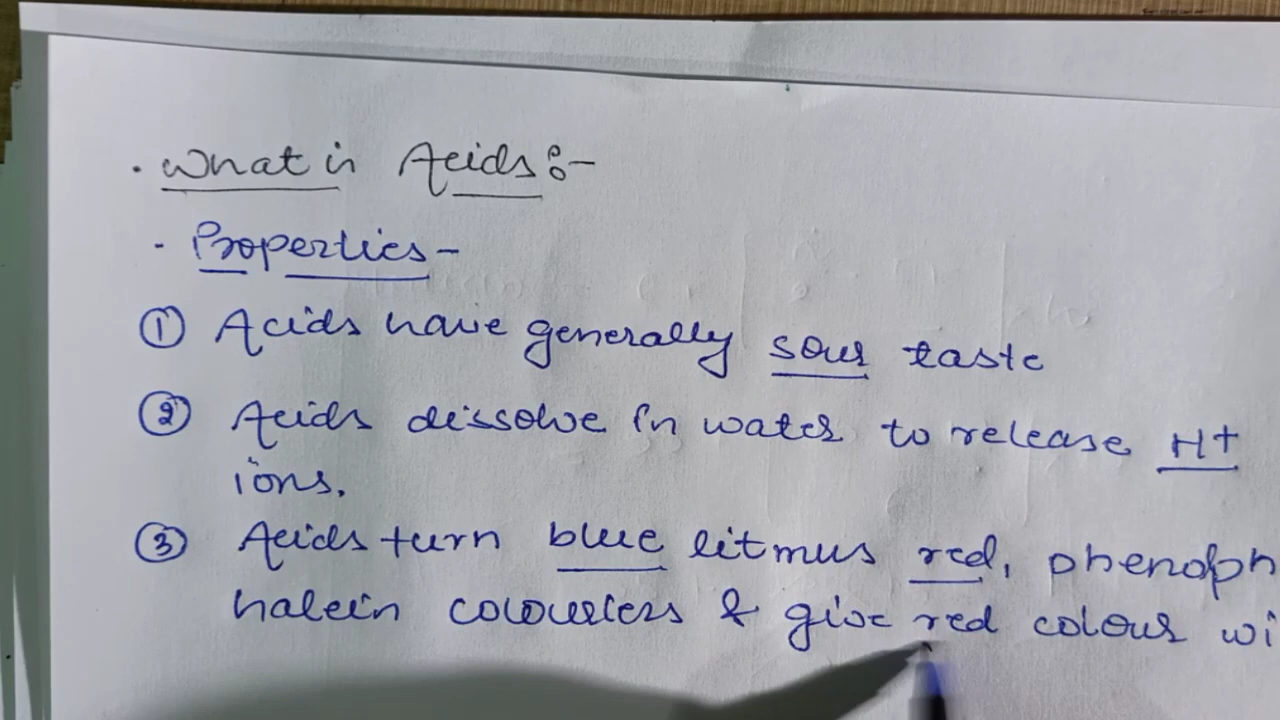 . What is Acids :-
- Properties -
① Acids have generally sour taste
② Acids dissolve in water to release H+
ions.
③ Acids turn blue litmus red, phenolph
halein colourless & give red colour wi